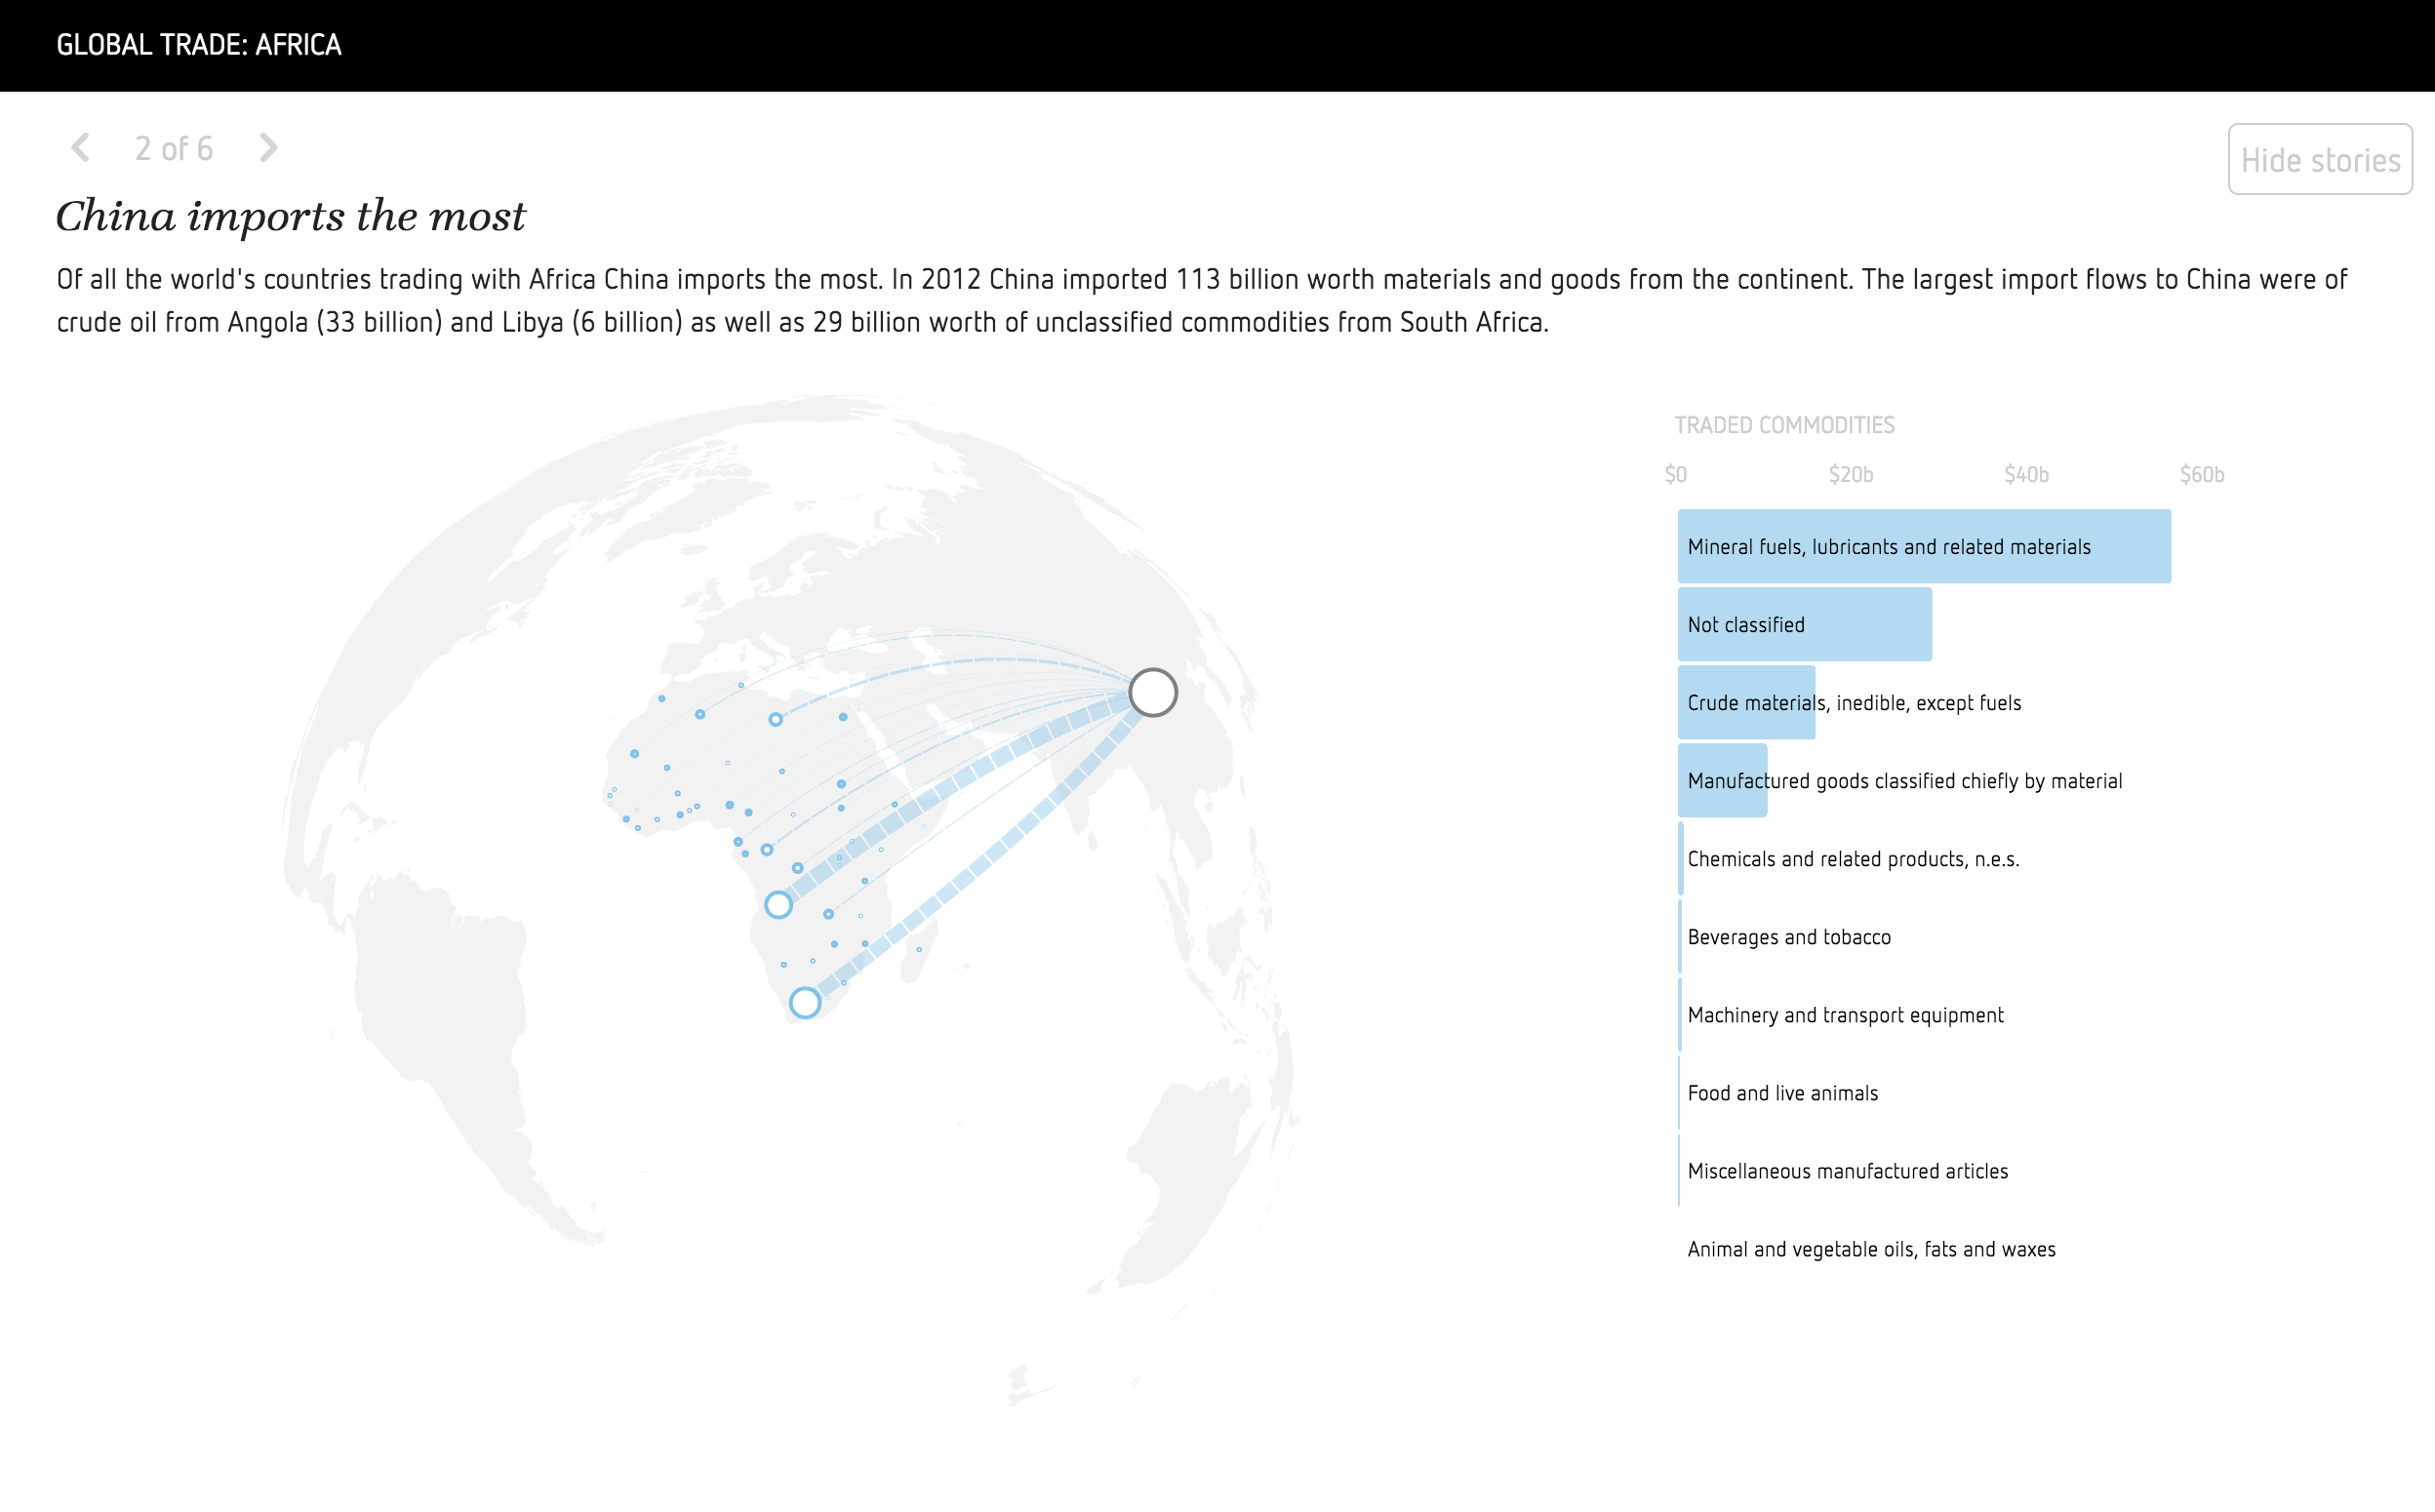 GLOBAL TRADE: AFRICA
2 of 6
Hide stories
China imports the most
Of all the world's countries trading with Africa China imports the most. In 2012 China imported 113 billion worth materials and goods from the continent. The largest import flows to China were of
crude oil from Angola (33 billion) and Libya (6 billion) as well as 29 billion worth of unclassified commodities from South Africa.
TRADED COMMODITIES
$0 $20b $40b $60b
Mineral fuels, lubricants and related materials
Not classified
Crude materials, inedible, except fuels
Manufactured goods classified chiefly by material
Chemicals and related products, n.e.s.
Beverages and tobacco
Machinery and transport equipment
Food and live animals
Miscellaneous manufactured articles
Animal and vegetable oils, fats and waxes